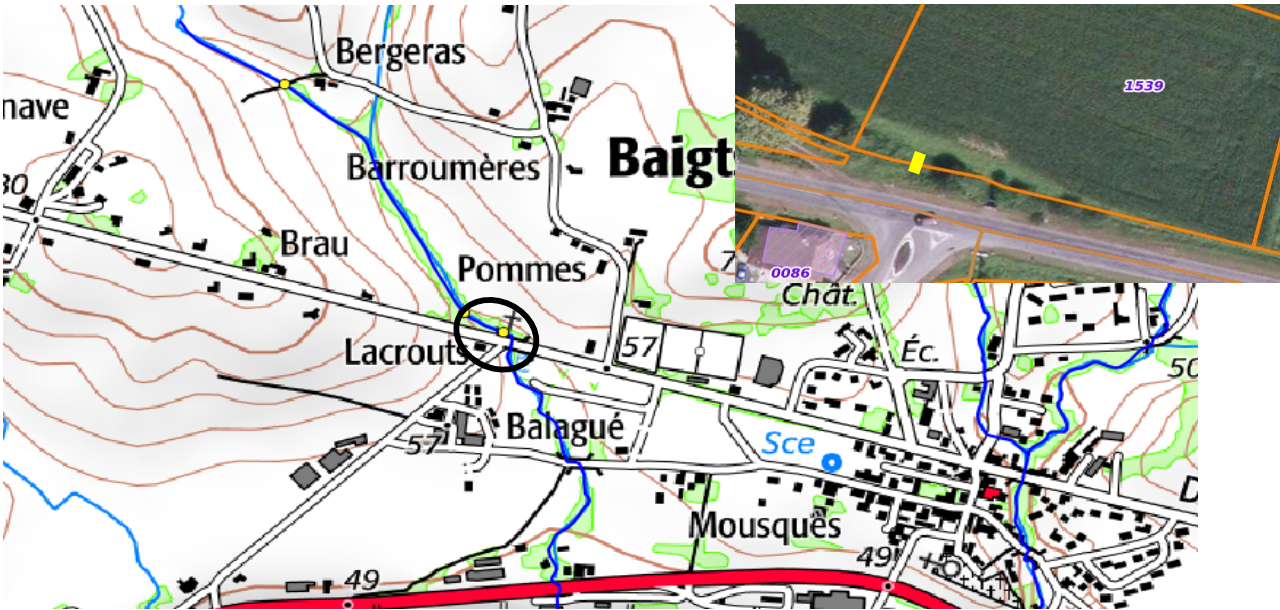 Bergeras
nave
Barroumères
Baigt
1539
30
Brau
Pommes
0086
7
Chât.
Lacrouts
57
Éc.
50
57
Balagué
Sce
D
Mousquès
49
49